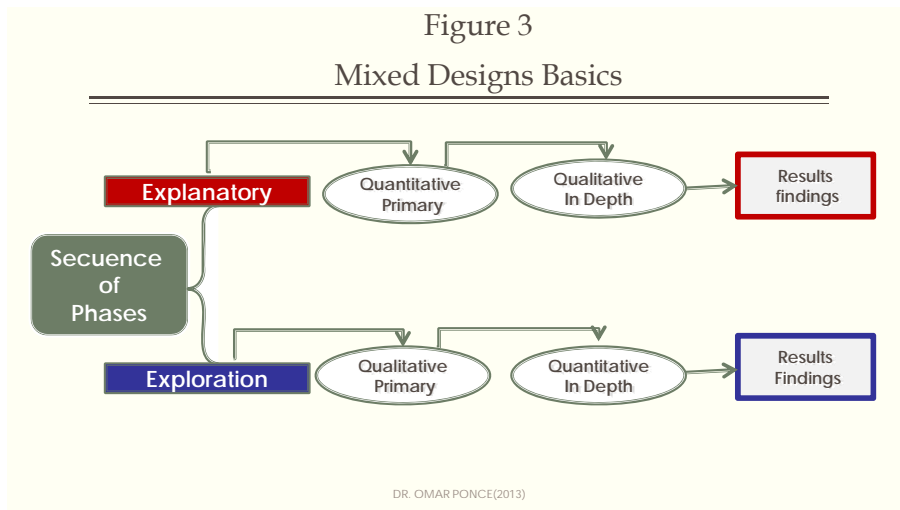 Figure 3
Mixed Designs Basics
Explanatory
Quantitative
Primary
Qualitative
In Depth
Results
findings
Secuence
of
Phases
Exploration
Qualitative
Primary
Quantitative
In Depth
Results
Findings
DR. OMAR PONCE(2013)